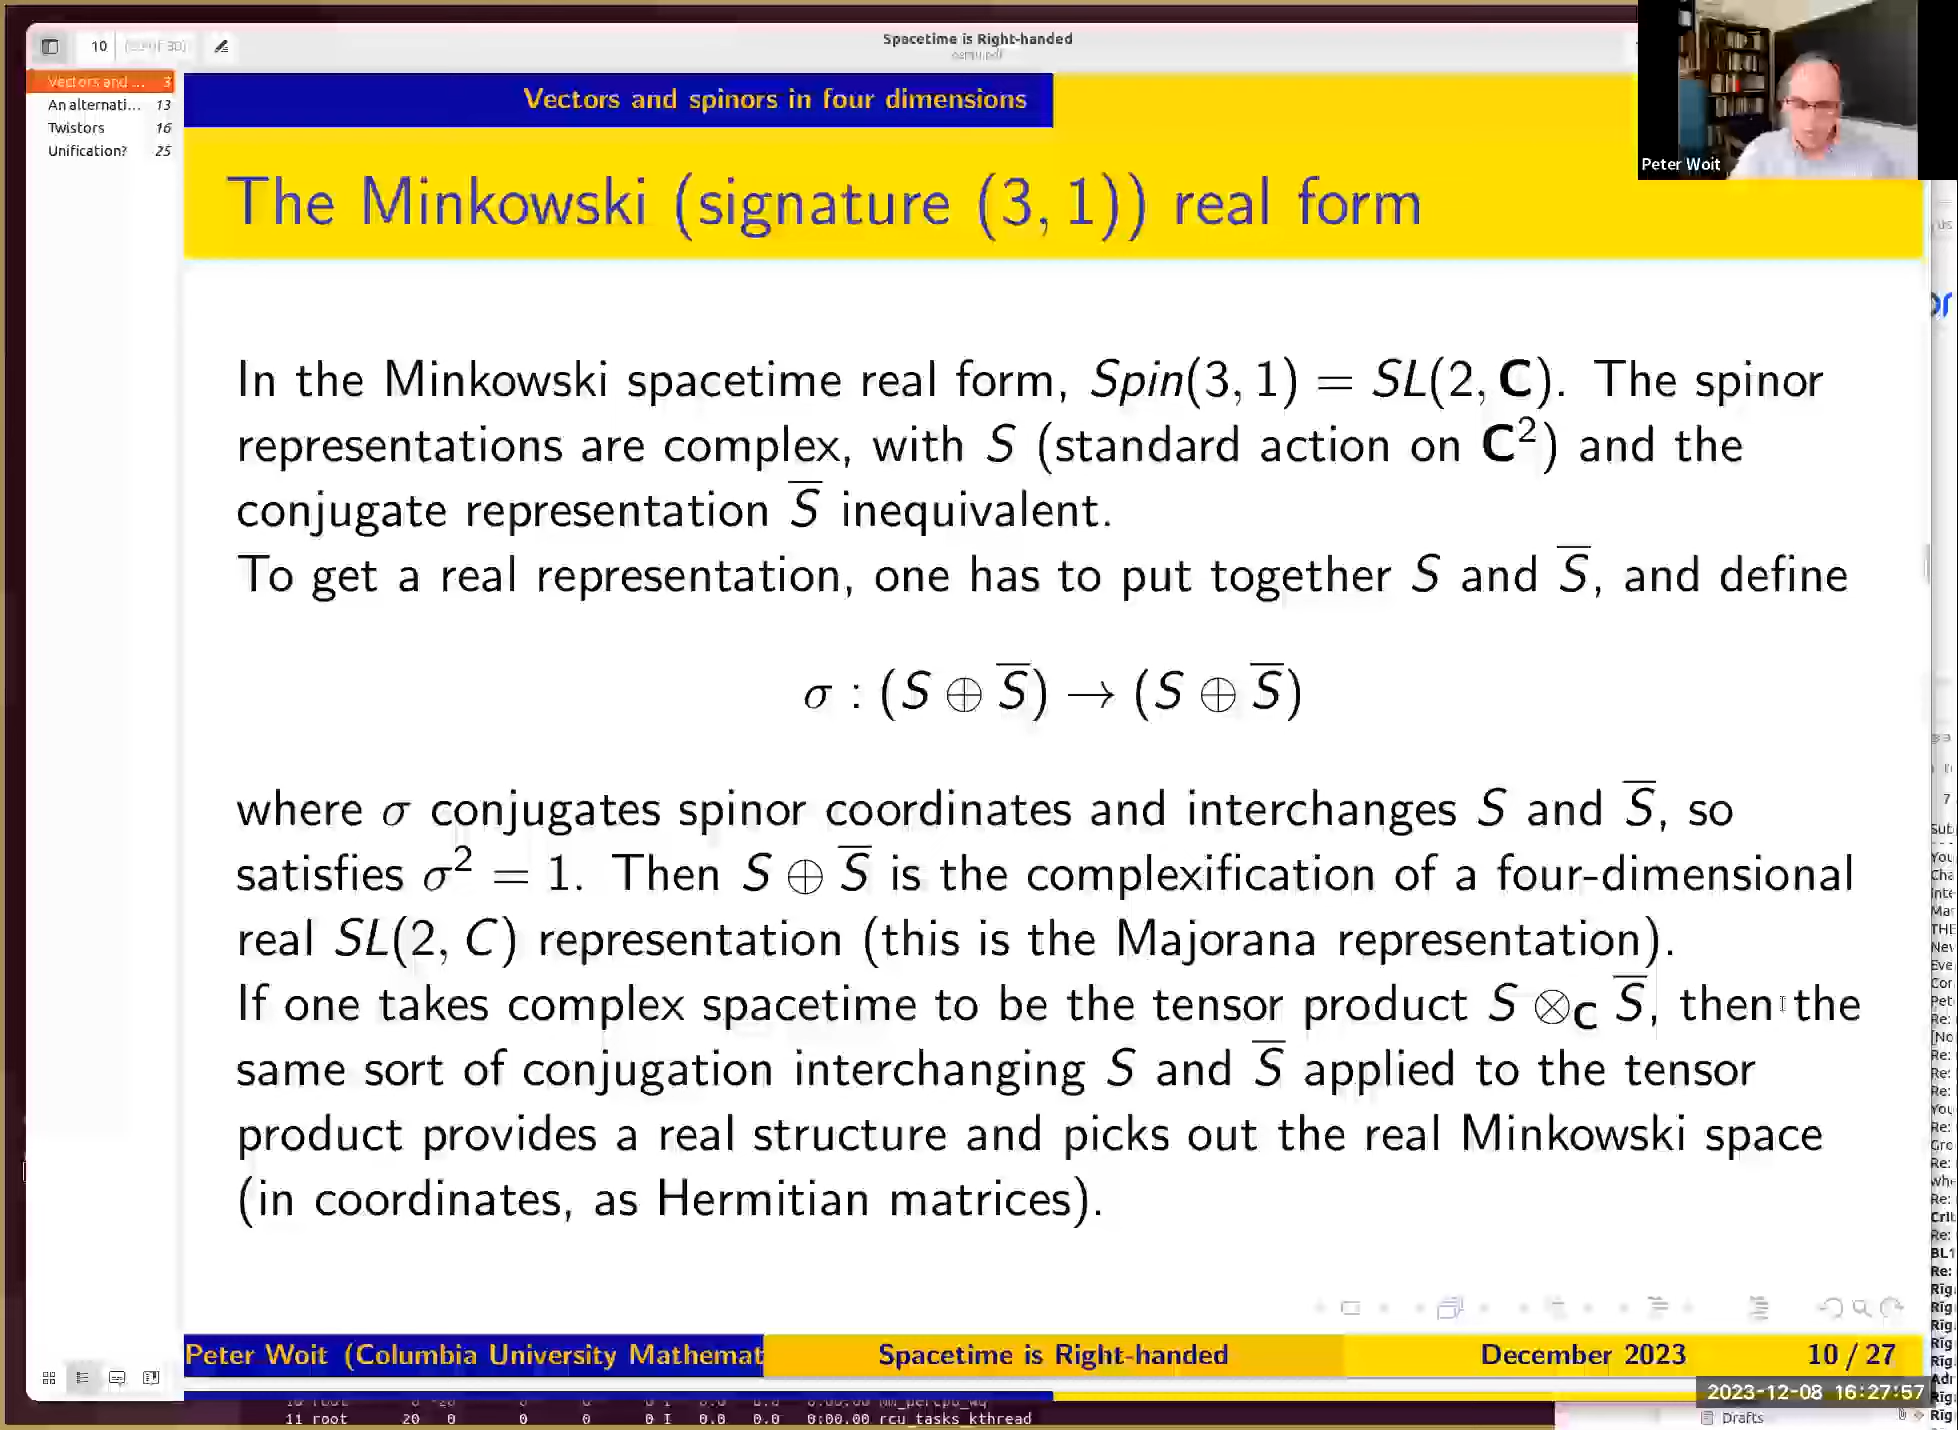 10
Spacetime is Right-handed
Vectors and ... 3
An alternati... 13
Twistors 16
Unification? 25
Vectors and spinors in four dimensions
Peter Woit
The Minkowski (signature (3, 1)) real form
In the Minkowski spacetime real form, Spin(3, 1) = SL(2, C). The spinor
representations are complex, with S (standard action on C²) and the
conjugate representation S̅ inequivalent.
To get a real representation, one has to put together S and S̅, and define
σ : (S ⊕ S̅) → (S ⊕ S̅)
where σ conjugates spinor coordinates and interchanges S and S̅, so
satisfies σ² = 1. Then S ⊕ S̅ is the complexification of a four-dimensional
real SL(2, C) representation (this is the Majorana representation).
If one takes complex spacetime to be the tensor product S ⊗_C S̅, then the
same sort of conjugation interchanging S and S̅ applied to the tensor
product provides a real structure and picks out the real Minkowski space
(in coordinates, as Hermitian matrices).
Peter Woit (Columbia University Mathemat
Spacetime is Right-handed
December 2023
10 / 27
2023-12-08 16:27:57
11 root 20 0 0 0 0 I 0.0 0.0 0:00.00 rcu_tasks_kthread
Drafts